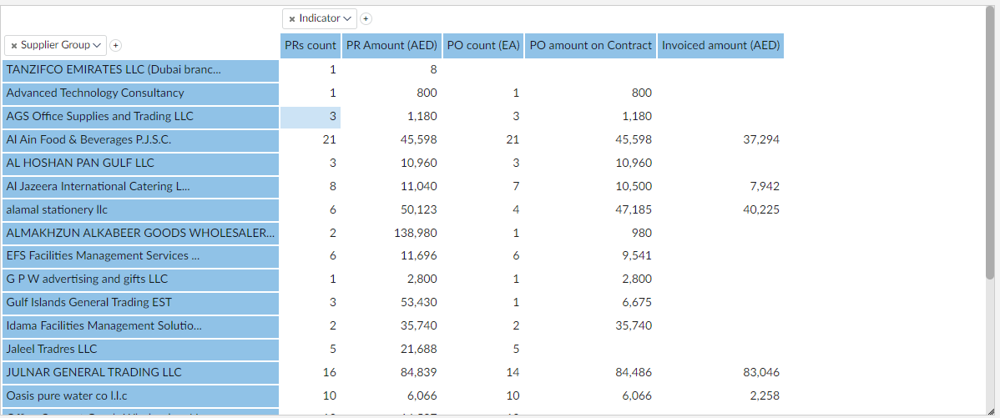 Indicator
Supplier Group
PRs count PR Amount (AED) PO count (EA) PO amount on Contract Invoiced amount (AED)
TANZIFCO EMIRATES LLC (Dubai branc... 1 8
Advanced Technology Consultancy 1 800 1 800
AGS Office Supplies and Trading LLC 3 1,180 3 1,180
Al Ain Food & Beverages P.J.S.C. 21 45,598 21 45,598 37,294
AL HOSHAN PAN GULF LLC 3 10,960 3 10,960
Al Jazeera International Catering L... 8 11,040 7 10,500 7,942
alamal stationery llc 6 50,123 4 47,185 40,225
ALMAKHZUN ALKABEER GOODS WHOLESALER... 2 138,980 1 980
EFS Facilities Management Services ... 6 11,696 6 9,541
G P W advertising and gifts LLC 1 2,800 1 2,800
Gulf Islands General Trading EST 3 53,430 1 6,675
Idama Facilities Management Solutio... 2 35,740 2 35,740
Jaleel Tradres LLC 5 21,688 5
JULNAR GENERAL TRADING LLC 16 84,839 14 84,486 83,046
Oasis pure water co l.l.c 10 6,066 10 6,066 2,258